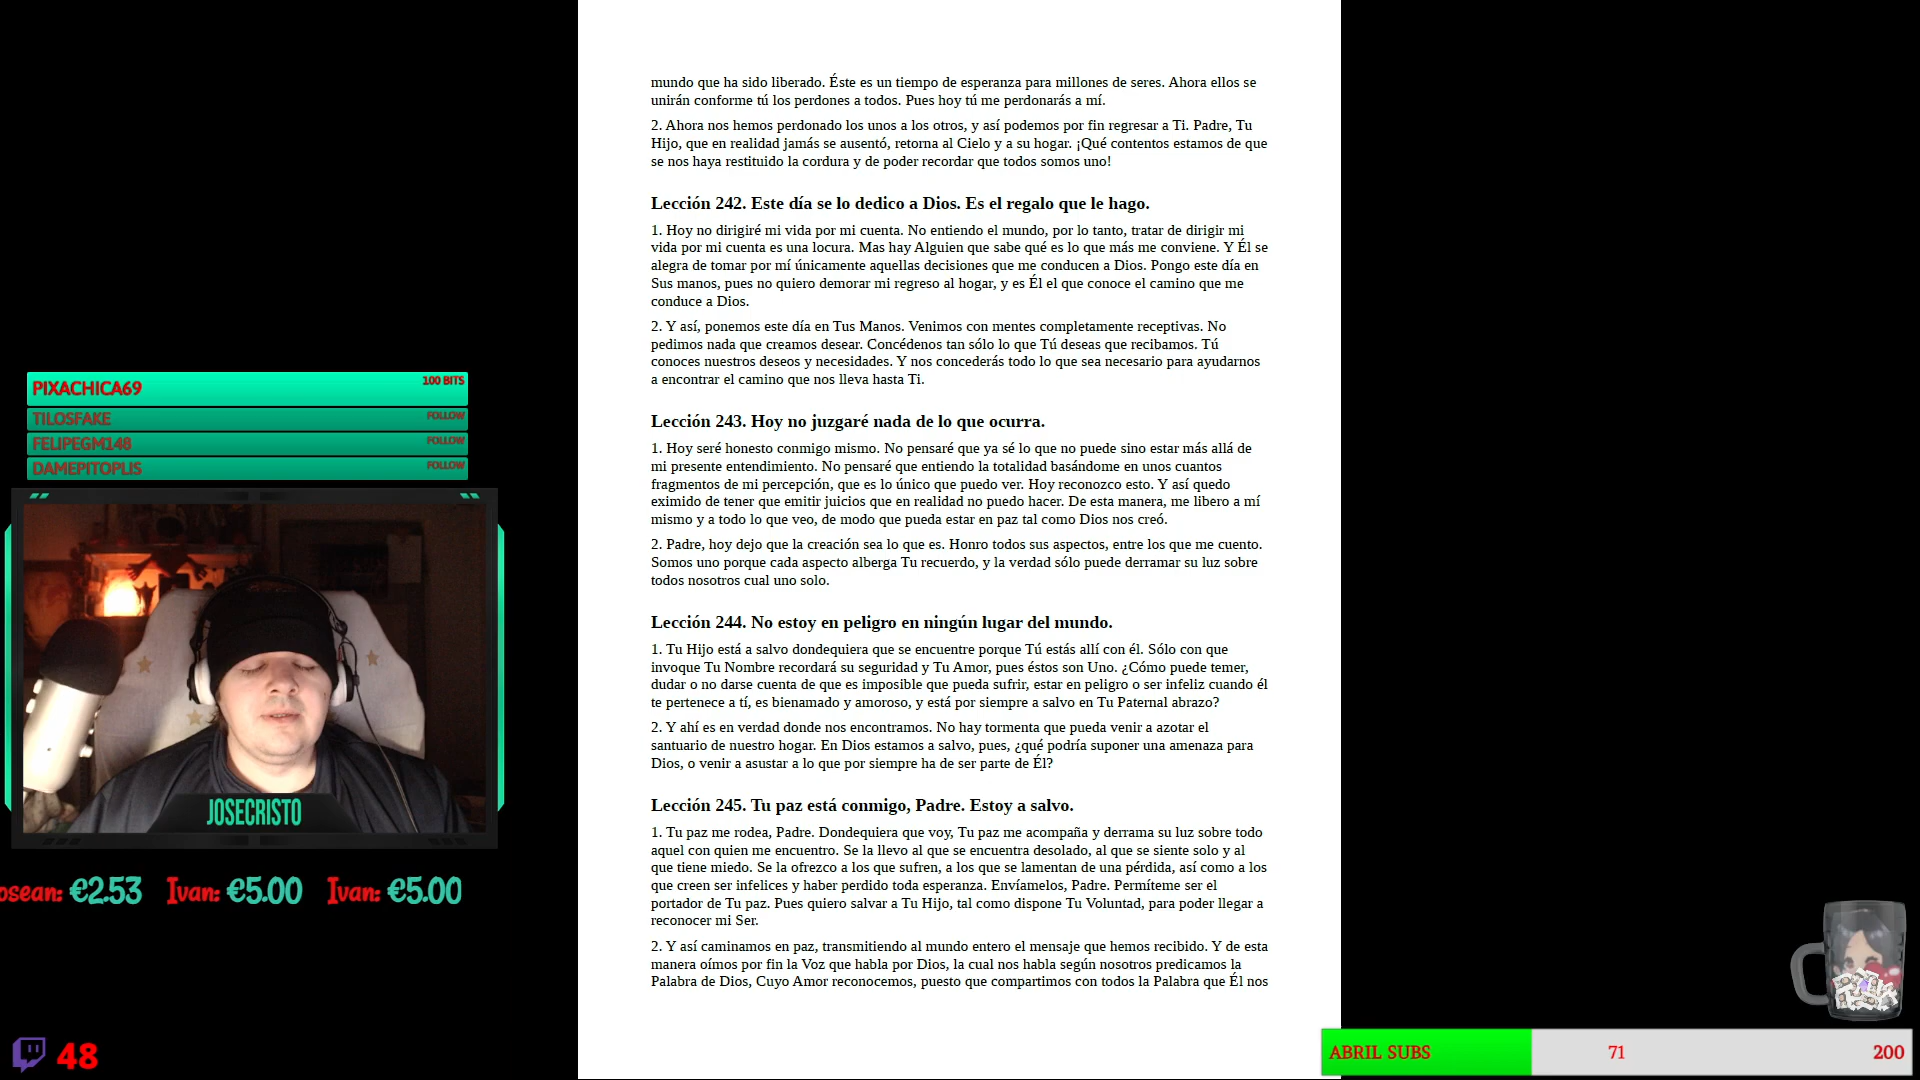 mundo que ha sido liberado. Éste es un tiempo de esperanza para millones de seres. Ahora ellos se
unirán conforme tú los perdones a todos. Pues hoy tú me perdonarás a mí.
2. Ahora nos hemos perdonado los unos a los otros, y así podemos por fin regresar a Ti. Padre, Tu
Hijo, que en realidad jamás se ausentó, retorna al Cielo y a su hogar. ¡Qué contentos estamos de que
se nos haya restituido la cordura y de poder recordar que todos somos uno!
Lección 242. Este día se lo dedico a Dios. Es el regalo que le hago.
1. Hoy no dirigiré mi vida por mi cuenta. No entiendo el mundo, por lo tanto, tratar de dirigir mi
vida por mi cuenta es una locura. Mas hay Alguien que sabe qué es lo que más me conviene. Y Él se
alegra de tomar por mí únicamente aquellas decisiones que me conducen a Dios. Pongo este día en
Sus manos, pues no quiero demorar mi regreso al hogar, y es Él el que conoce el camino que me
conduce a Dios.
2. Y así, ponemos este día en Tus Manos. Venimos con mentes completamente receptivas. No
pedimos nada que creamos desear. Concédenos tan sólo lo que Tú deseas que recibamos. Tú
conoces nuestros deseos y necesidades. Y nos concederás todo lo que sea necesario para ayudarnos
a encontrar el camino que nos lleva hasta Ti.
Lección 243. Hoy no juzgaré nada de lo que ocurra.
1. Hoy seré honesto conmigo mismo. No pensaré que ya sé lo que no puede sino estar más allá de
mi presente entendimiento. No pensaré que entiendo la totalidad basándome en unos cuantos
fragmentos de mi percepción, que es lo único que puedo ver. Hoy reconozco esto. Y así quedo
eximido de tener que emitir juicios que en realidad no puedo hacer. De esta manera, me libero a mí
mismo y a todo lo que veo, de modo que pueda estar en paz tal como Dios nos creó.
2. Padre, hoy dejo que la creación sea lo que es. Honro todos sus aspectos, entre los que me cuento.
Somos uno porque cada aspecto alberga Tu recuerdo, y la verdad sólo puede derramar su luz sobre
todos nosotros cual uno solo.
Lección 244. No estoy en peligro en ningún lugar del mundo.
1. Tu Hijo está a salvo dondequiera que se encuentre porque Tú estás allí con él. Sólo con que
invoque Tu Nombre recordará su seguridad y Tu Amor, pues éstos son Uno. ¿Cómo puede temer,
dudar o no darse cuenta de que es imposible que pueda sufrir, estar en peligro o ser infeliz cuando él
te pertenece a tí, es bienamado y amoroso, y está por siempre a salvo en Tu Paternal abrazo?
2. Y ahí es en verdad donde nos encontramos. No hay tormenta que pueda venir a azotar el
santuario de nuestro hogar. En Dios estamos a salvo, pues, ¿qué podría suponer una amenaza para
Dios, o venir a asustar a lo que por siempre ha de ser parte de Él?
Lección 245. Tu paz está conmigo, Padre. Estoy a salvo.
1. Tu paz me rodea, Padre. Dondequiera que voy, Tu paz me acompaña y derrama su luz sobre todo
aquel con quien me encuentro. Se la llevo al que se encuentra desolado, al que se siente solo y al
que tiene miedo. Se la ofrezco a los que sufren, a los que se lamentan de una pérdida, así como a los
que creen ser infelices y haber perdido toda esperanza. Envíamelos, Padre. Permíteme ser el
portador de Tu paz. Pues quiero salvar a Tu Hijo, tal como dispone Tu Voluntad, para poder llegar a
reconocer mi Ser.
2. Y así caminamos en paz, transmitiendo al mundo entero el mensaje que hemos recibido. Y de esta
manera oímos por fin la Voz que habla por Dios, la cual nos habla según nosotros predicamos la
Palabra de Dios, Cuyo Amor reconocemos, puesto que compartimos con todos la Palabra que Él nos
PIXACHICA69 100 BITS
TILOSFAKE FOLLOW
FELIPEGM148 FOLLOW
DAMEPITOPLIS FOLLOW
JOSECRISTO
osean: €2.53 Ivan: €5.00 Ivan: €5.00
48
ABRIL SUBS 71 200